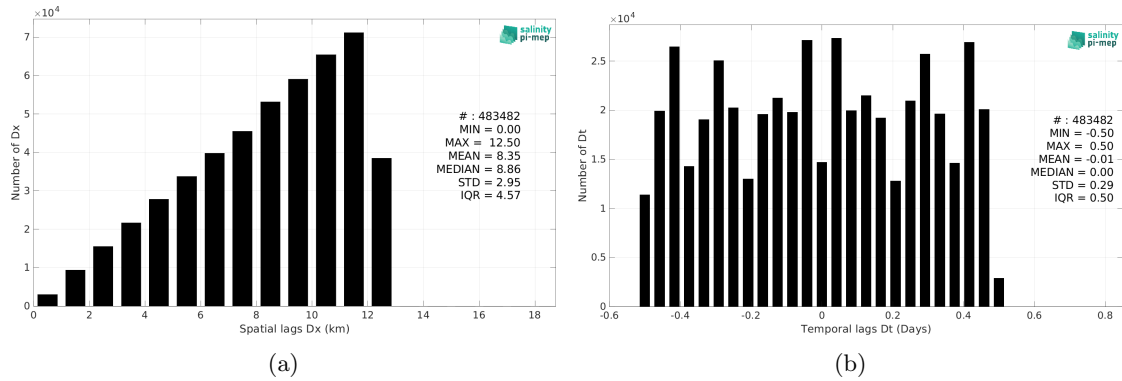 ×10⁴
salinity
pi-mep
7
6
5
4
3
2
1
0
Number of Dx
# : 483482
MIN = 0.00
MAX = 12.50
MEAN = 8.35
MEDIAN = 8.86
STD = 2.95
IQR = 4.57
0 2 4 6 8 10 12 14 16 18
Spatial lags Dx (km)
(a)
×10⁴
salinity
pi-mep
2.5
2
1.5
1
0.5
0
Number of Dt
# : 483482
MIN = -0.50
MAX = 0.50
MEAN = -0.01
MEDIAN = 0.00
STD = 0.29
IQR = 0.50
-0.6 -0.4 -0.2 0 0.2 0.4 0.6 0.8
Temporal lags Dt (Days)
(b)